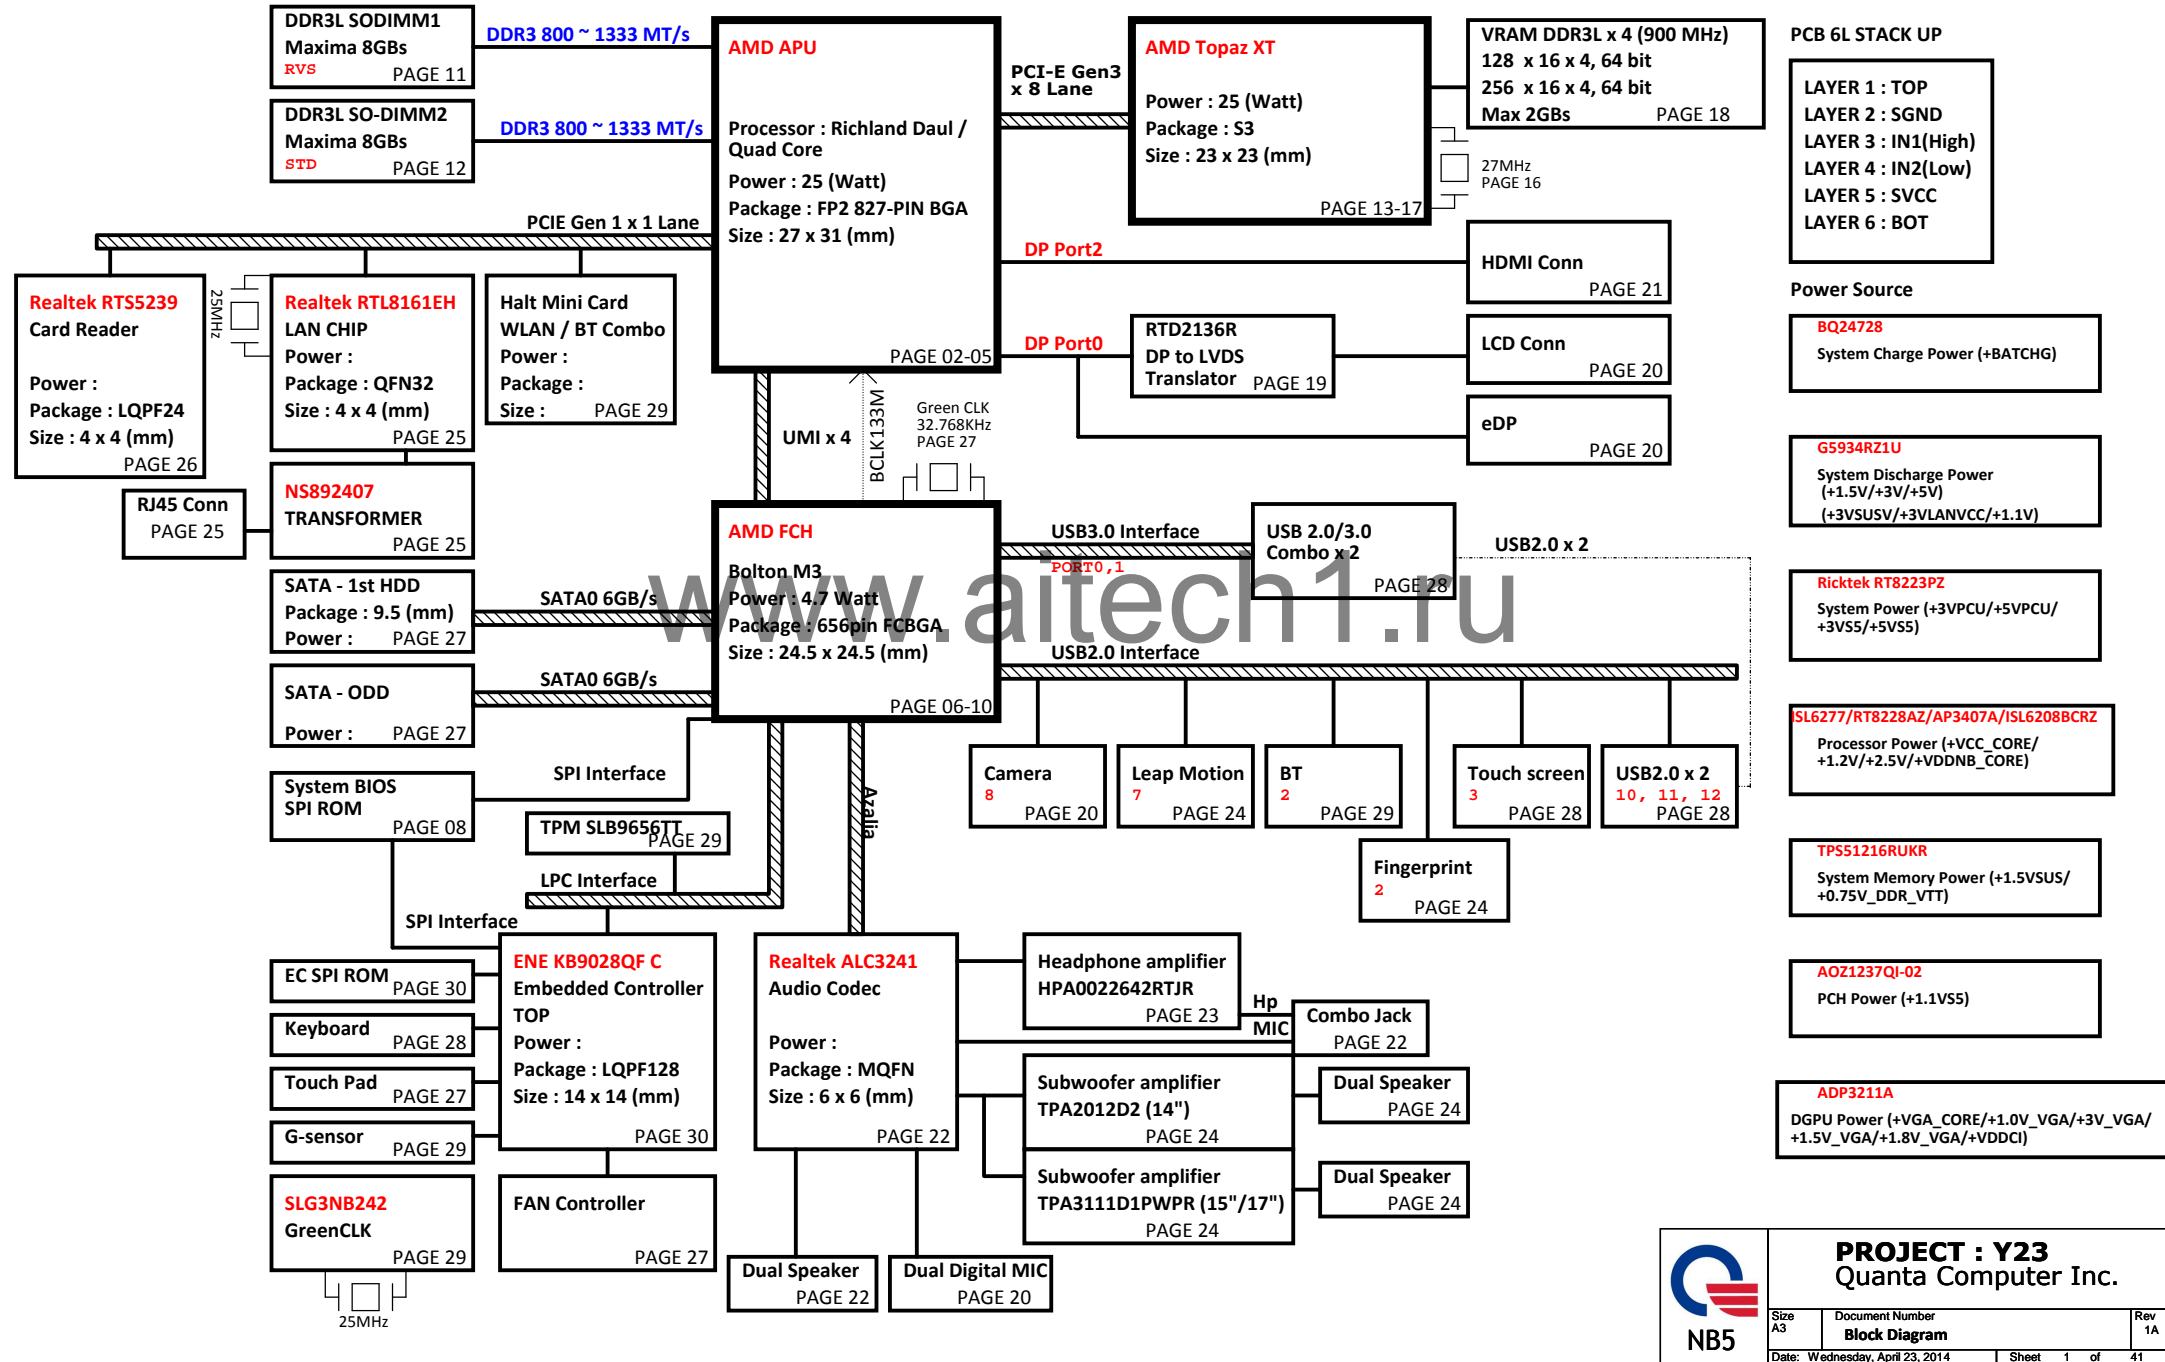 DDR3L SODIMM1
Maxima 8GBs
RVS
PAGE 11
DDR3 800 ~ 1333 MT/s
DDR3L SO-DIMM2
Maxima 8GBs
STD
PAGE 12
DDR3 800 ~ 1333 MT/s
AMD APU
Processor : Richland Daul /
Quad Core
Power : 25 (Watt)
Package : FP2 827-PIN BGA
Size : 27 x 31 (mm)
PAGE 02-05
PCI-E Gen3
x 8 Lane
AMD Topaz XT
Power : 25 (Watt)
Package : S3
Size : 23 x 23 (mm)
PAGE 13-17
VRAM DDR3L x 4 (900 MHz)
128 x 16 x 4, 64 bit
256 x 16 x 4, 64 bit
Max 2GBs
PAGE 18
27MHz
PAGE 16
PCB 6L STACK UP
LAYER 1 : TOP
LAYER 2 : SGND
LAYER 3 : IN1(High)
LAYER 4 : IN2(Low)
LAYER 5 : SVCC
LAYER 6 : BOT
PCIE Gen 1 x 1 Lane
Realtek RTS5239
Card Reader
Power :
Package : LQPF24
Size : 4 x 4 (mm)
PAGE 26
25MHz
Realtek RTL8161EH
LAN CHIP
Power :
Package : QFN32
Size : 4 x 4 (mm)
PAGE 25
Halt Mini Card
WLAN / BT Combo
Power :
Package :
Size :
PAGE 29
DP Port2
HDMI Conn
PAGE 21
DP Port0
RTD2136R
DP to LVDS
Translator
PAGE 19
LCD Conn
PAGE 20
eDP
PAGE 20
UMI x 4
BCLK133M
Green CLK
32.768KHz
PAGE 27
RJ45 Conn
PAGE 25
NS892407
TRANSFORMER
PAGE 25
SATA - 1st HDD
Package : 9.5 (mm)
Power :
PAGE 27
SATA0 6GB/s
SATA - ODD
Power :
PAGE 27
SATA0 6GB/s
AMD FCH
Bolton M3
Power : 4.7 Watt
Package : 656pin FCBGA
Size : 24.5 x 24.5 (mm)
PAGE 06-10
www.aitech1.ru
USB3.0 Interface
PORT0,1
USB 2.0/3.0
Combo x 2
PAGE 28
USB2.0 x 2
USB2.0 Interface
System BIOS
SPI ROM
PAGE 08
SPI Interface
TPM SLB9656TT
PAGE 29
LPC Interface
Azalia
Camera
8
PAGE 20
Leap Motion
7
PAGE 24
BT
2
PAGE 29
Touch screen
3
PAGE 28
USB2.0 x 2
10, 11, 12
PAGE 28
Fingerprint
2
PAGE 24
SPI Interface
EC SPI ROM
PAGE 30
Keyboard
PAGE 28
Touch Pad
PAGE 27
G-sensor
PAGE 29
SLG3NB242
GreenCLK
PAGE 29
25MHz
ENE KB9028QF C
Embedded Controller
TOP
Power :
Package : LQPF128
Size : 14 x 14 (mm)
PAGE 30
FAN Controller
PAGE 27
Realtek ALC3241
Audio Codec
Power :
Package : MQFN
Size : 6 x 6 (mm)
PAGE 22
Headphone amplifier
HPA0022642RTJR
PAGE 23
Hp
MIC
Combo Jack
PAGE 22
Subwoofer amplifier
TPA2012D2 (14")
PAGE 24
Dual Speaker
PAGE 24
Subwoofer amplifier
TPA3111D1PWPR (15"/17")
PAGE 24
Dual Speaker
PAGE 24
Dual Speaker
PAGE 22
Dual Digital MIC
PAGE 20
Power Source
BQ24728
System Charge Power (+BATCHG)
G5934RZ1U
System Discharge Power
(+1.5V/+3V/+5V)
(+3VSUSV/+3VLANVCC/+1.1V)
Ricktek RT8223PZ
System Power (+3VPCU/+5VPCU/
+3VS5/+5VS5)
ISL6277/RT8228AZ/AP3407A/ISL6208BCRZ
Processor Power (+VCC_CORE/
+1.2V/+2.5V/+VDDNB_CORE)
TPS51216RUKR
System Memory Power (+1.5VSUS/
+0.75V_DDR_VTT)
AOZ1237QI-02
PCH Power (+1.1VS5)
ADP3211A
DGPU Power (+VGA_CORE/+1.0V_VGA/+3V_VGA/
+1.5V_VGA/+1.8V_VGA/+VDDCI)
NB5
PROJECT : Y23
Quanta Computer Inc.
Size
A3
Document Number
Block Diagram
Rev
1A
Date: Wednesday, April 23, 2014
Sheet 1 of 41